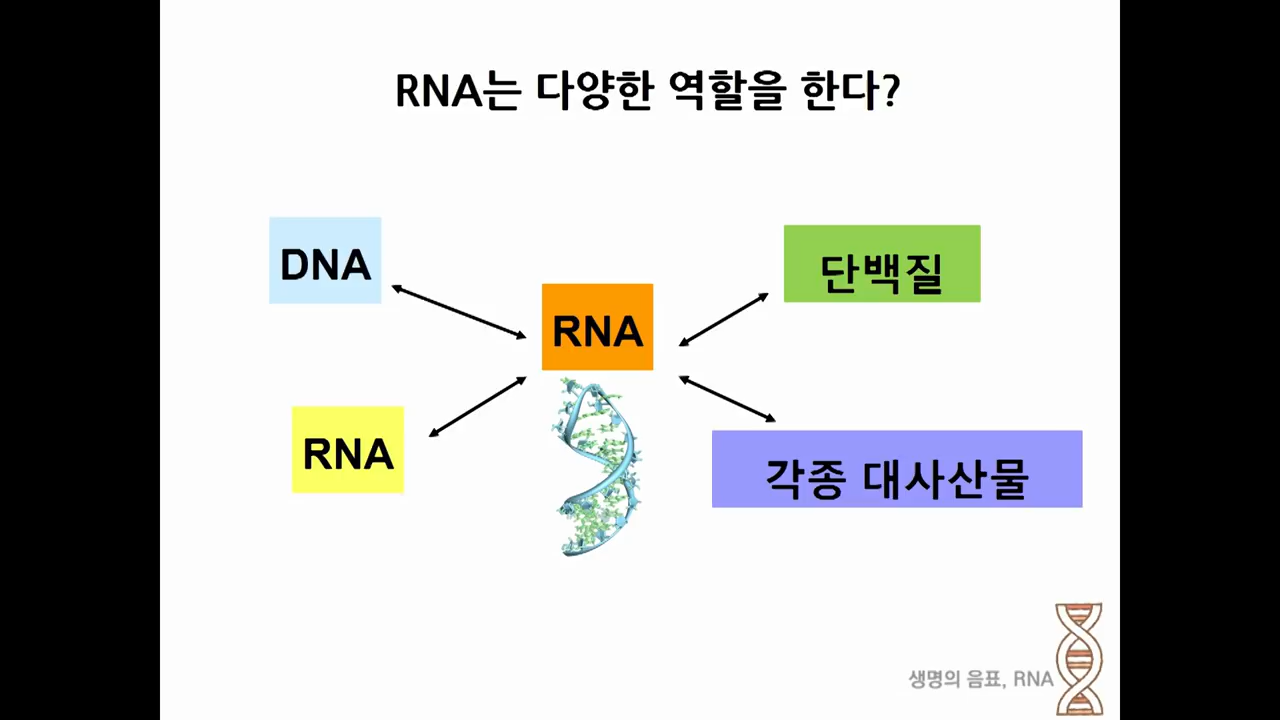 RNA는 다양한 역할을 한다?
DNA
단백질
RNA
RNA
각종 대사산물
생명의 음표, RNA